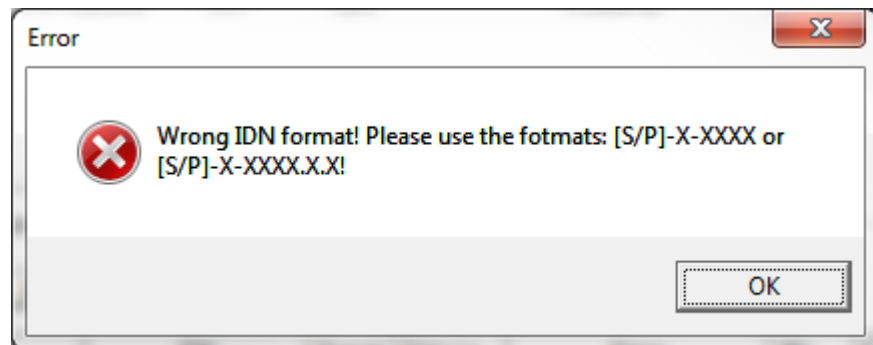 Error
Wrong IDN format! Please use the fotmats: [S/P]-X-XXXX or
[S/P]-X-XXXX.X.X!
OK